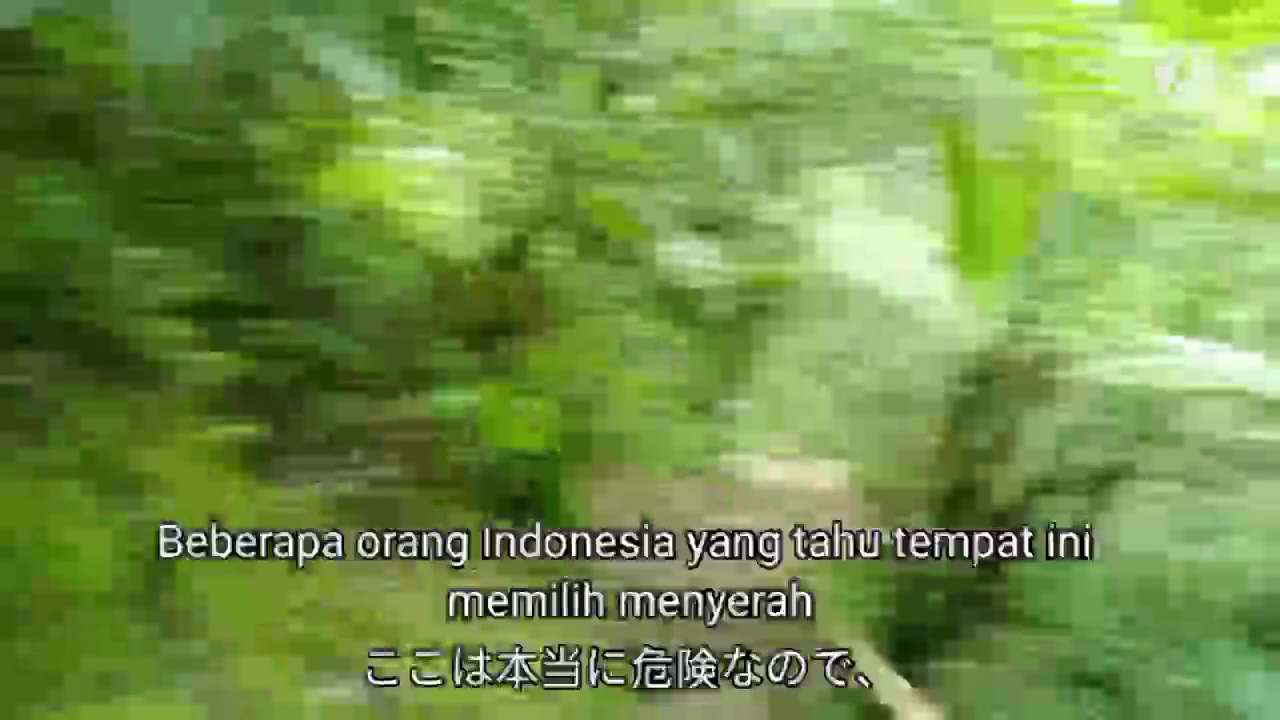 Beberapa orang Indonesia yang tahu tempat ini
memilih menyerah
ここは本当に危険なので、